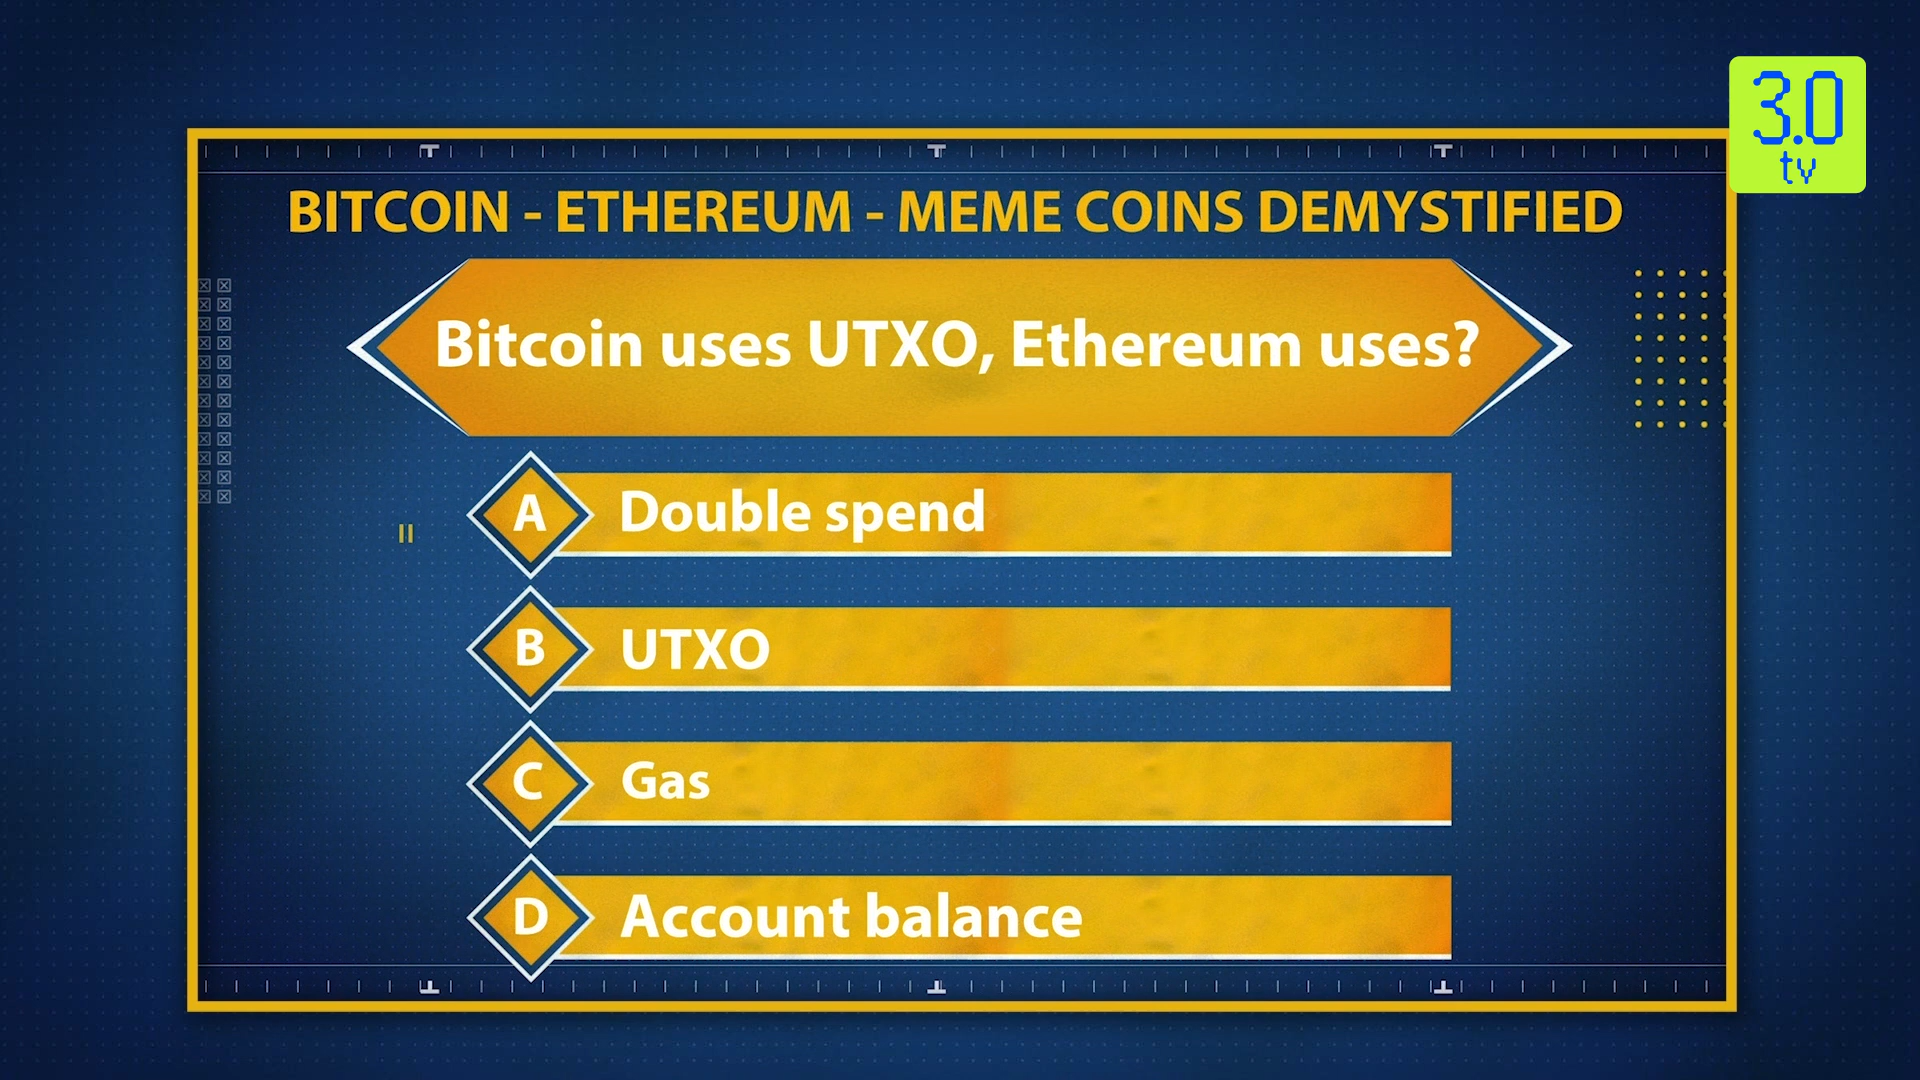 3.0
tv
BITCOIN - ETHEREUM - MEME COINS DEMYSTIFIED
Bitcoin uses UTXO, Ethereum uses?
A Double spend
B UTXO
C Gas
D Account balance